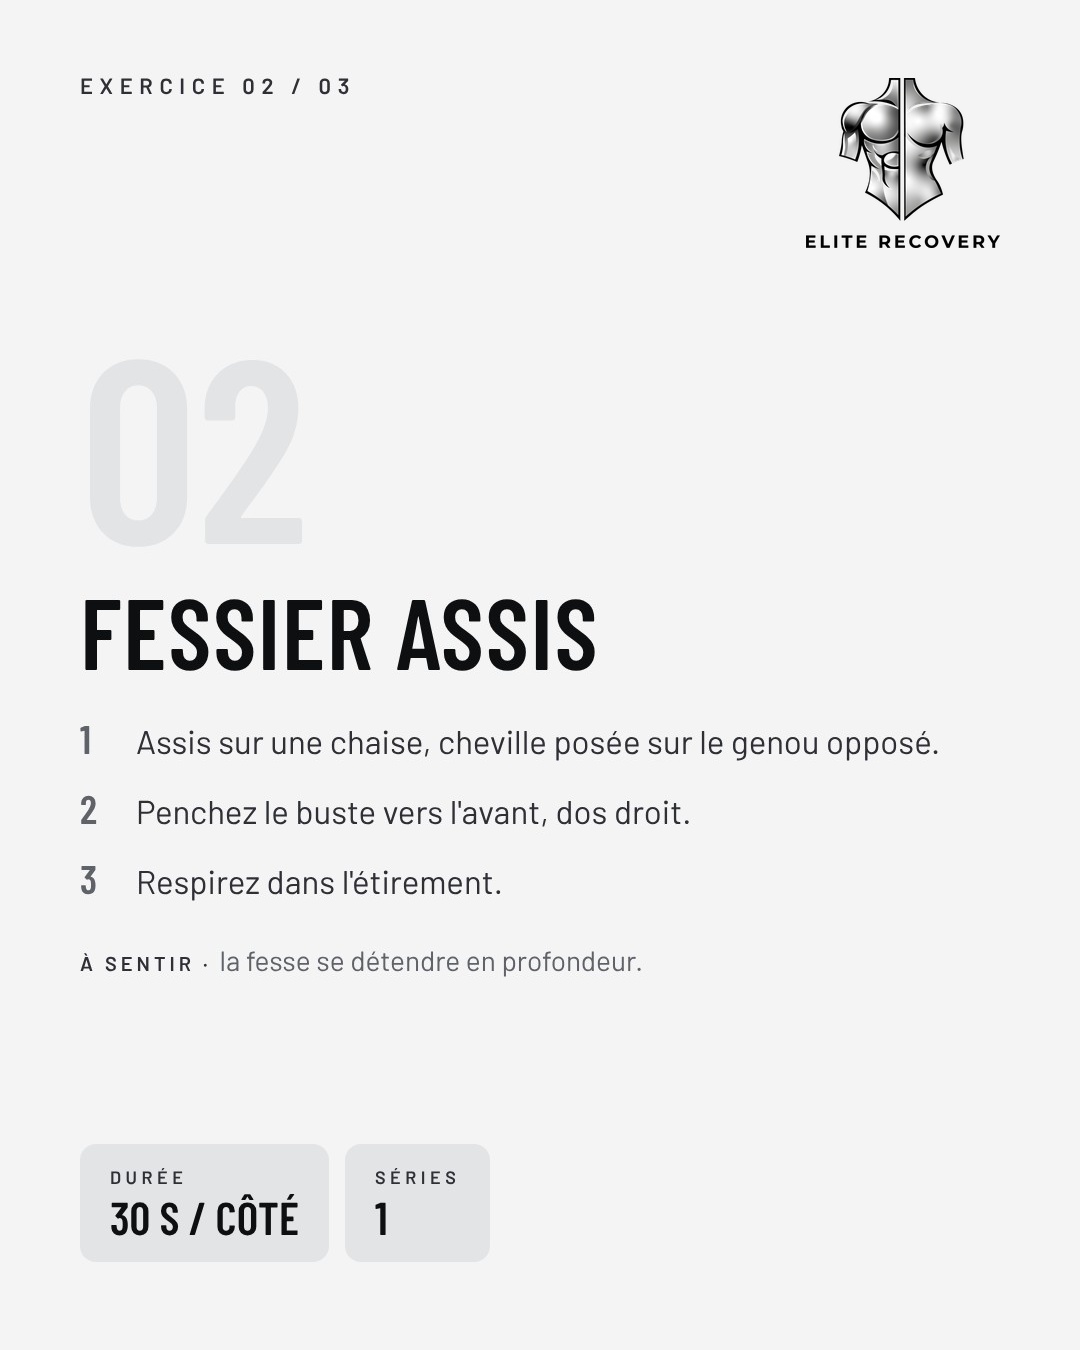 EXERCICE 02 / 03
ELITE RECOVERY
02
FESSIER ASSIS
1 Assis sur une chaise, cheville posée sur le genou opposé.
2 Penchez le buste vers l'avant, dos droit.
3 Respirez dans l'étirement.
À SENTIR · la fesse se détendre en profondeur.
DURÉE
30 S / CÔTÉ
SÉRIES
1